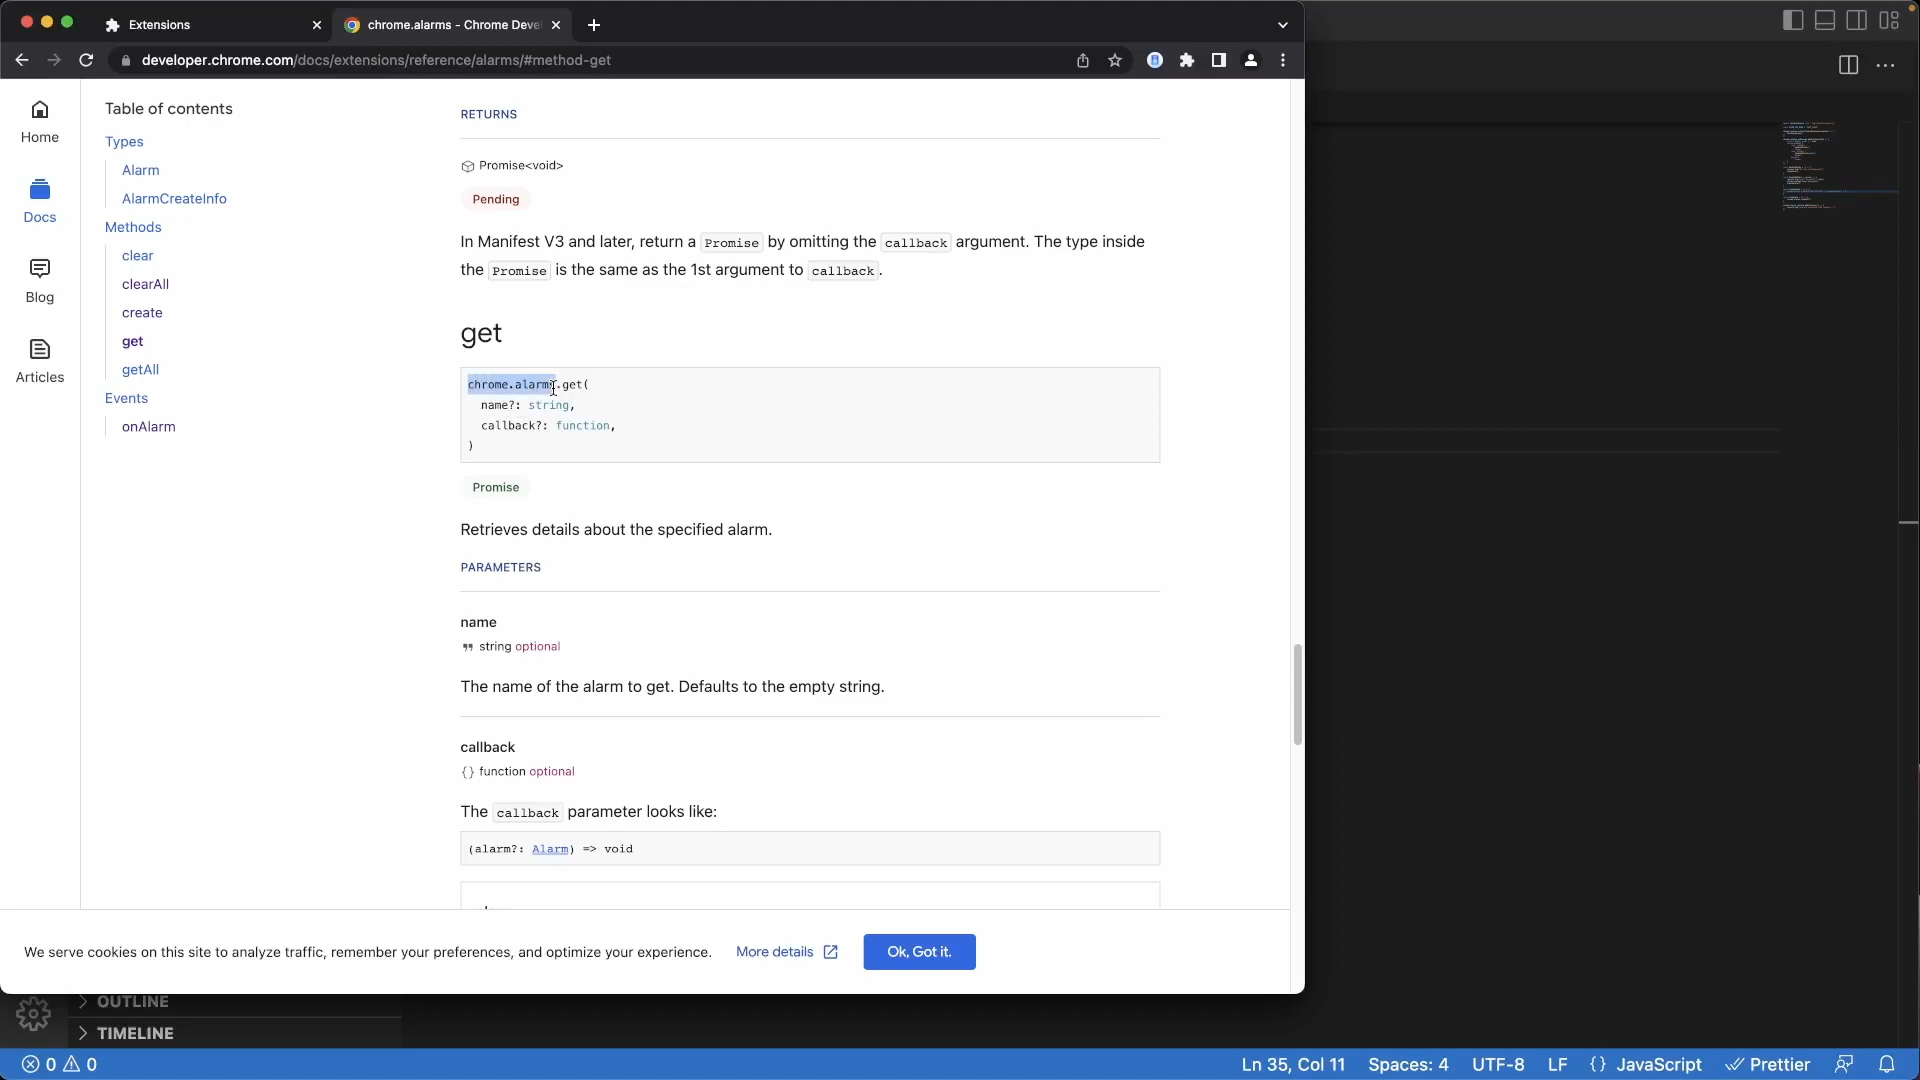 Extensions
chrome.alarms - Chrome Deve
developer.chrome.com/docs/extensions/reference/alarms/#method-get
Home
Docs
Blog
Articles
Table of contents
Types
Alarm
AlarmCreateInfo
Methods
clear
clearAll
create
get
getAll
Events
onAlarm
RETURNS
Promise<void>
Pending
In Manifest V3 and later, return a Promise by omitting the callback argument. The type inside
the Promise is the same as the 1st argument to callback.
get
chrome.alarms.get(
name?: string,
callback?: function,
)
Promise
Retrieves details about the specified alarm.
PARAMETERS
name
string optional
The name of the alarm to get. Defaults to the empty string.
callback
{} function optional
The callback parameter looks like:
(alarm?: Alarm) => void
We serve cookies on this site to analyze traffic, remember your preferences, and optimize your experience.
More details
Ok, Got it.
OUTLINE
TIMELINE
0 0
Ln 35, Col 11 Spaces: 4 UTF-8 LF {} JavaScript Prettier